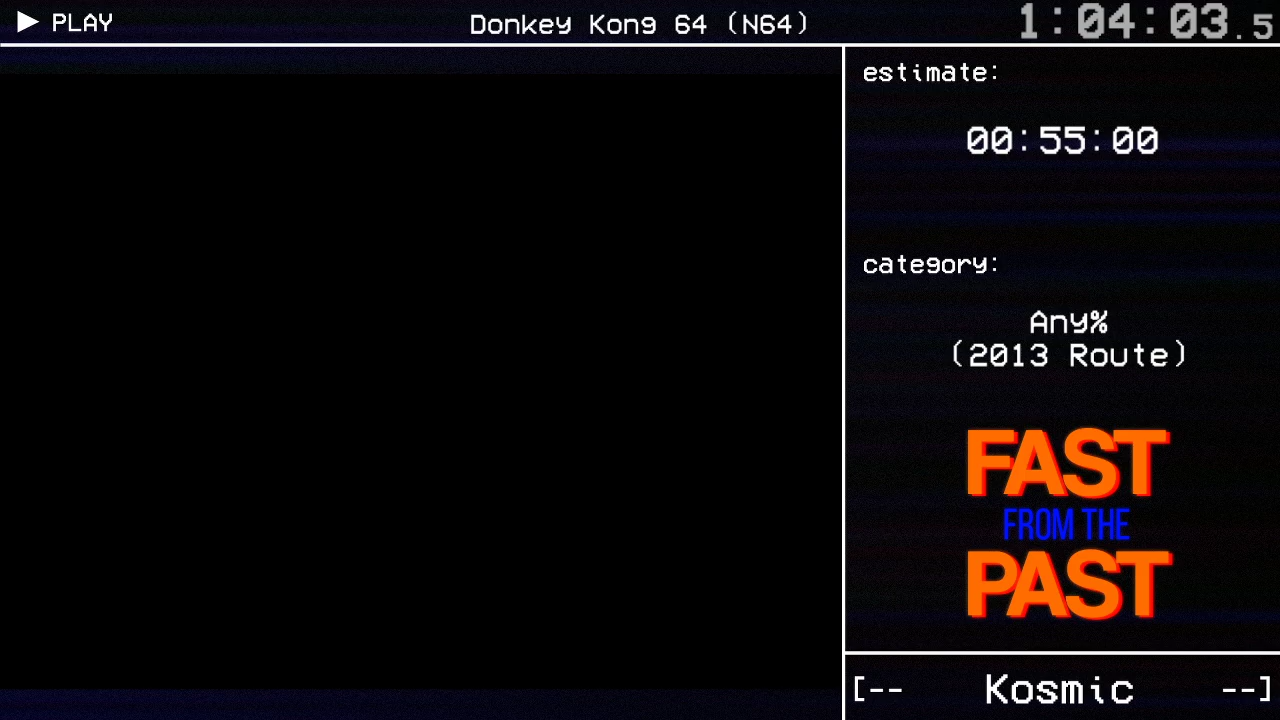 ▶ PLAY
Donkey Kong 64 (N64)
1:04:03.5
estimate:
00:55:00
category:
Any%
(2013 Route)
FAST
FROM THE
PAST
[-- Kosmic --]